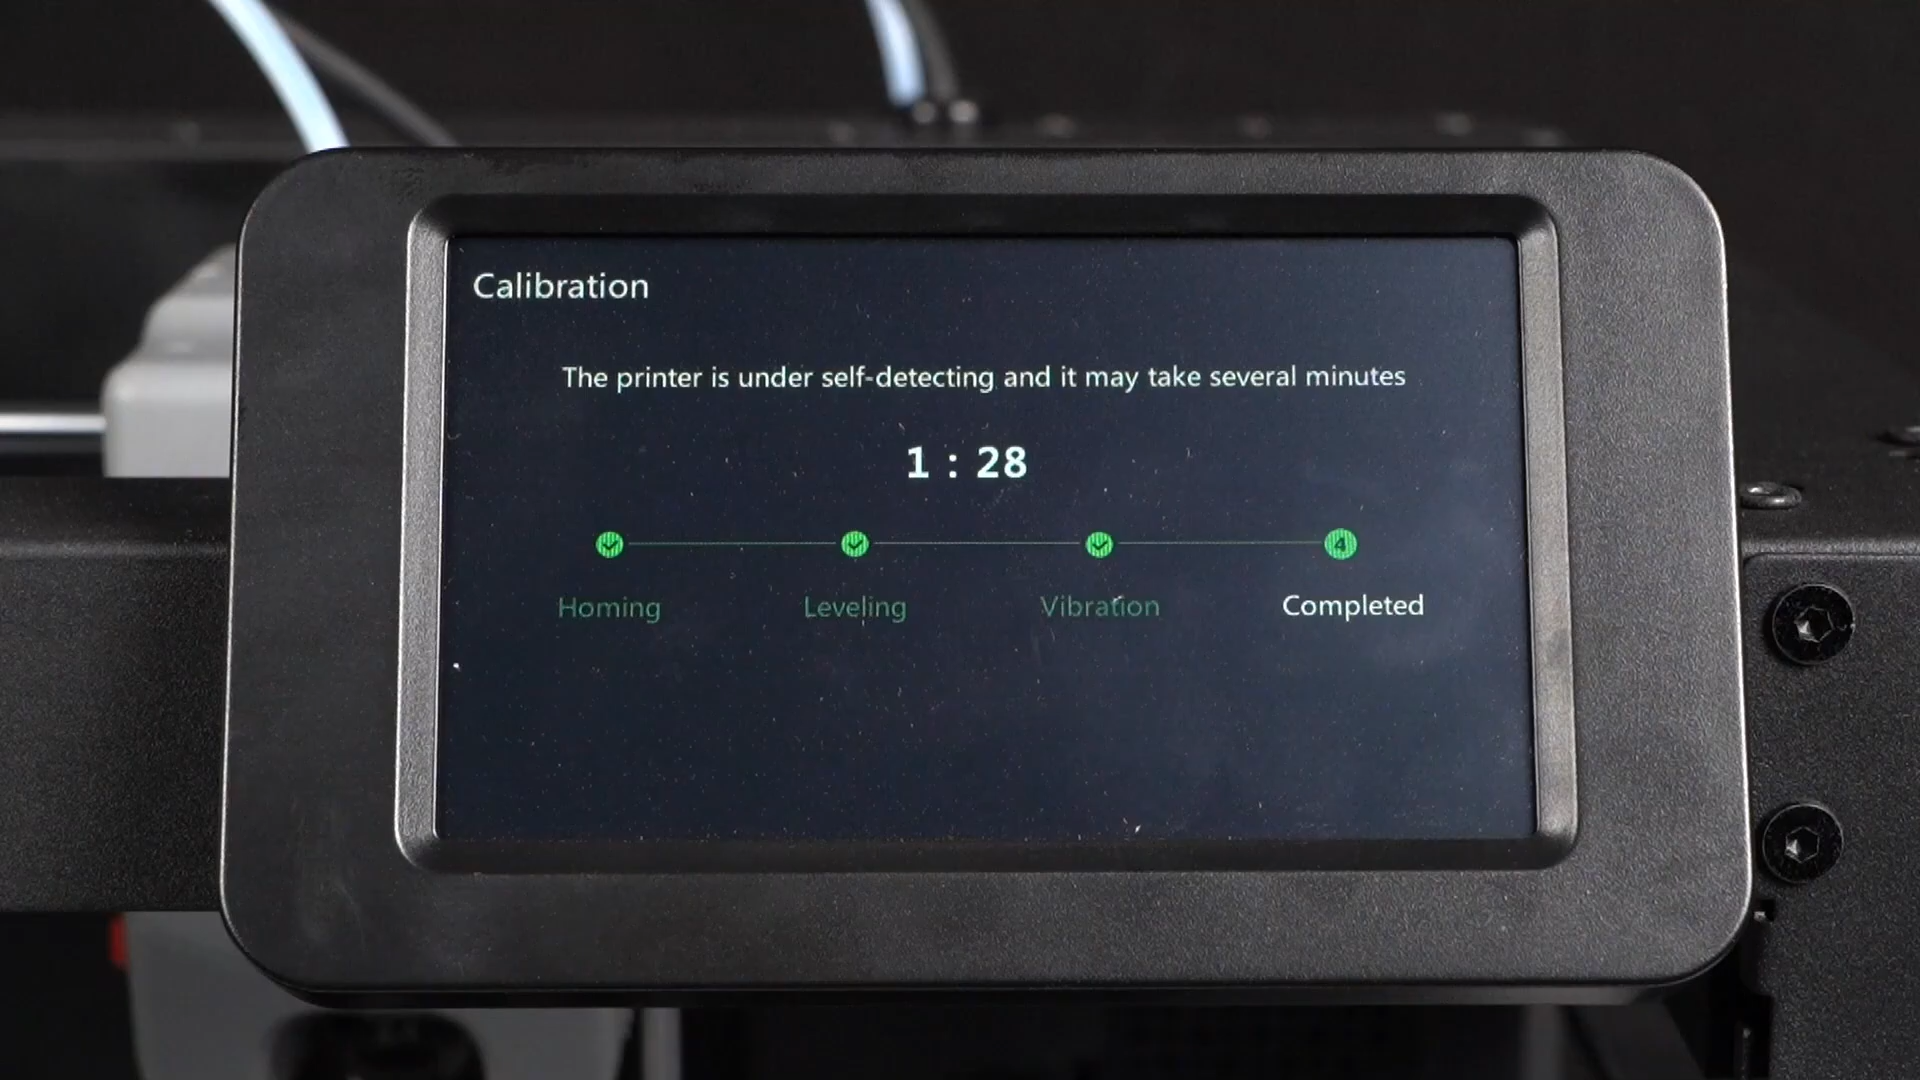 Calibration
The printer is under self-detecting and it may take several minutes
1 : 28
4
Homing Leveling Vibration Completed